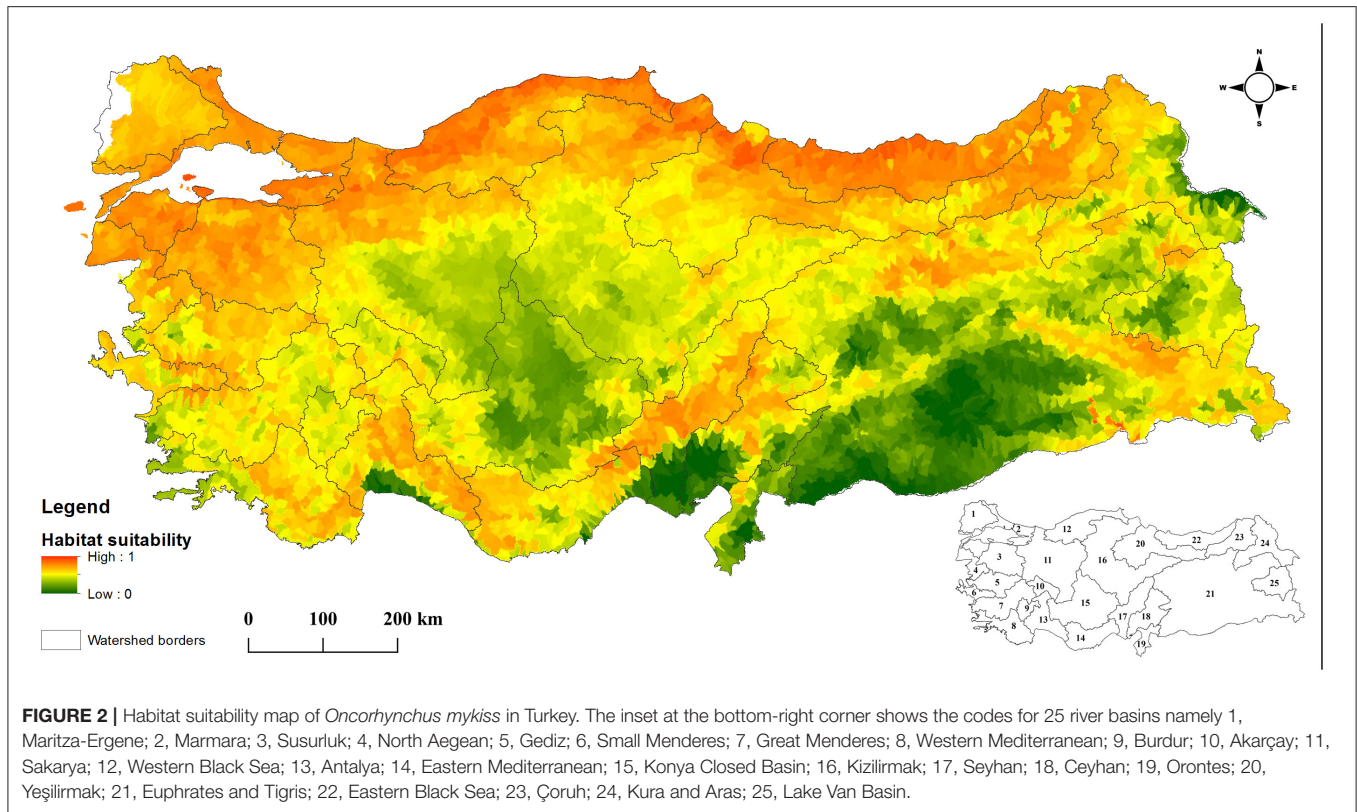 N
W E
S
Legend
Habitat suitability
High : 1
Low : 0
Watershed borders
0 100 200 km
1
2
12
3
11
4
5
6
7
8
9
10
13
14
15
16
17
18
19
20
21
22
23
24
25
FIGURE 2 | Habitat suitability map of Oncorhynchus mykiss in Turkey. The inset at the bottom-right corner shows the codes for 25 river basins namely 1,
Maritza-Ergene; 2, Marmara; 3, Susurluk; 4, North Aegean; 5, Gediz; 6, Small Menderes; 7, Great Menderes; 8, Western Mediterranean; 9, Burdur; 10, Akarçay; 11,
Sakarya; 12, Western Black Sea; 13, Antalya; 14, Eastern Mediterranean; 15, Konya Closed Basin; 16, Kizilirmak; 17, Seyhan; 18, Ceyhan; 19, Orontes; 20,
Yeşilirmak; 21, Euphrates and Tigris; 22, Eastern Black Sea; 23, Çoruh; 24, Kura and Aras; 25, Lake Van Basin.